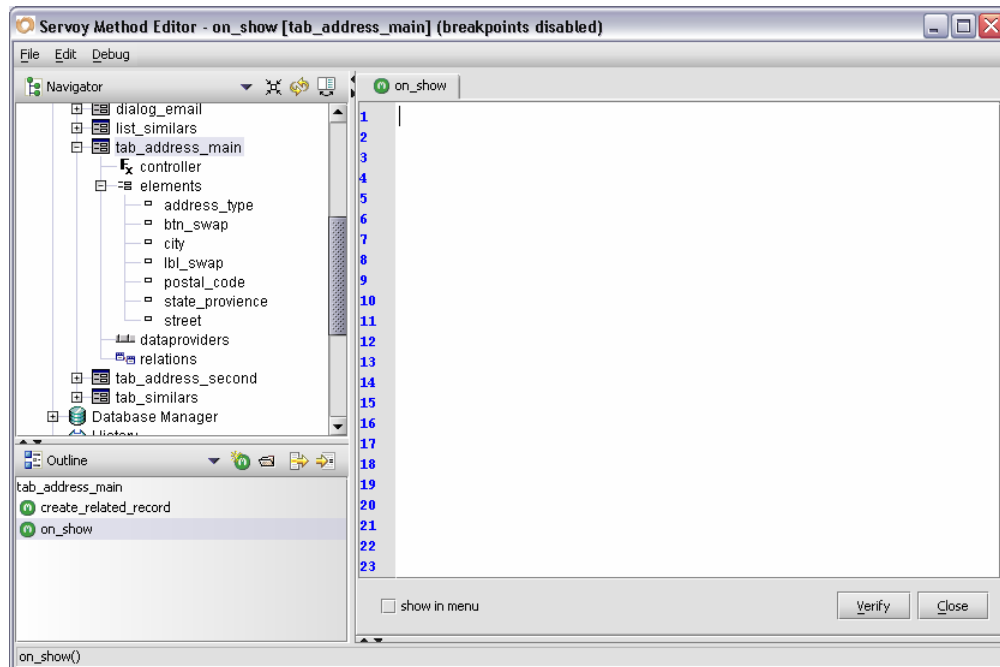 Servoy Method Editor - on_show [tab_address_main] (breakpoints disabled)
File Edit Debug
Navigator
dialog_email
list_similars
tab_address_main
controller
elements
address_type
btn_swap
city
lbl_swap
postal_code
state_provience
street
dataproviders
relations
tab_address_second
tab_similars
Database Manager
History
Outline
tab_address_main
create_related_record
on_show
on_show
1
2
3
4
5
6
7
8
9
10
11
12
13
14
15
16
17
18
19
20
21
22
23
show in menu
Verify Close
on_show()